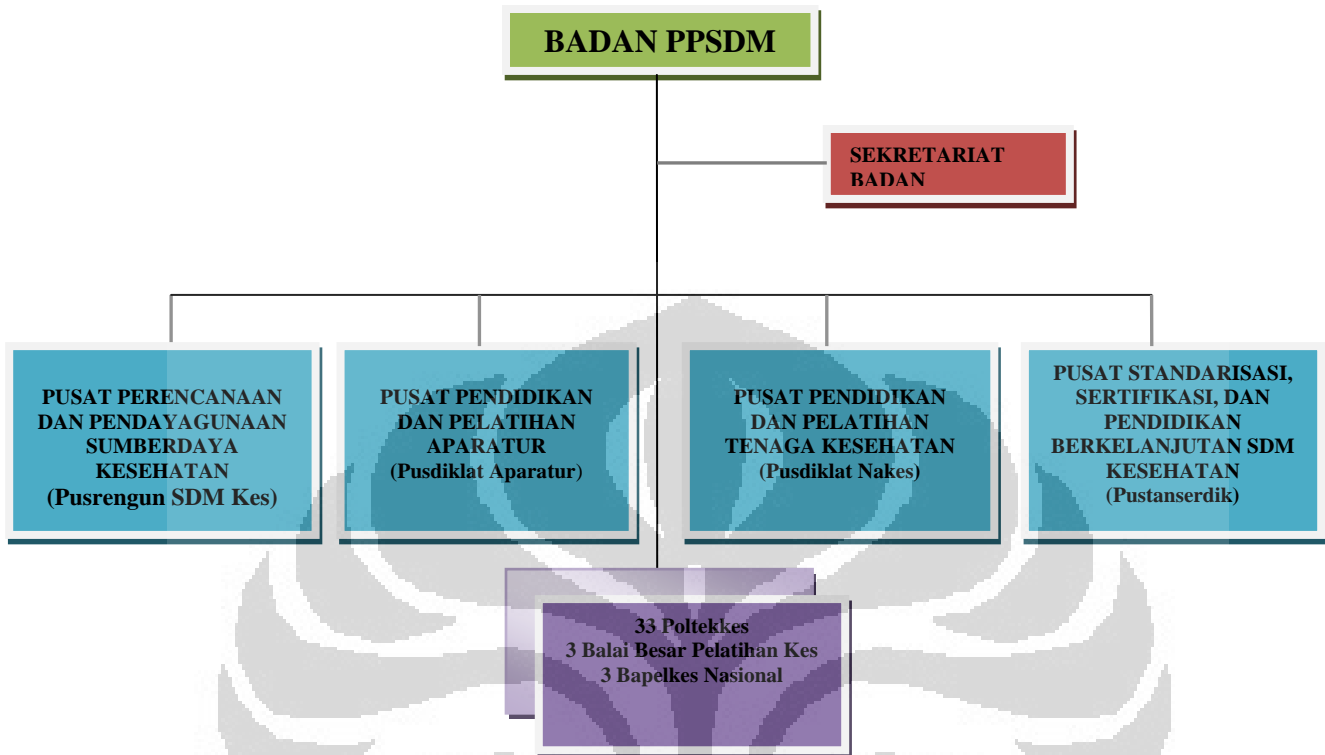 BADAN PPSDM
SEKRETARIAT
BADAN
PUSAT PERENCANAAN
DAN PENDAYAGUNAAN
SUMBERDAYA
KESEHATAN
(Pusrengun SDM Kes)
PUSAT PENDIDIKAN
DAN PELATIHAN
APARATUR
(Pusdiklat Aparatur)
PUSAT PENDIDIKAN
DAN PELATIHAN
TENAGA KESEHATAN
(Pusdiklat Nakes)
PUSAT STANDARISASI,
SERTIFIKASI, DAN
PENDIDIKAN
BERKELANJUTAN SDM
KESEHATAN
(Pustanserdik)
33 Poltekkes
3 Balai Besar Pelatihan Kes
3 Bapelkes Nasional